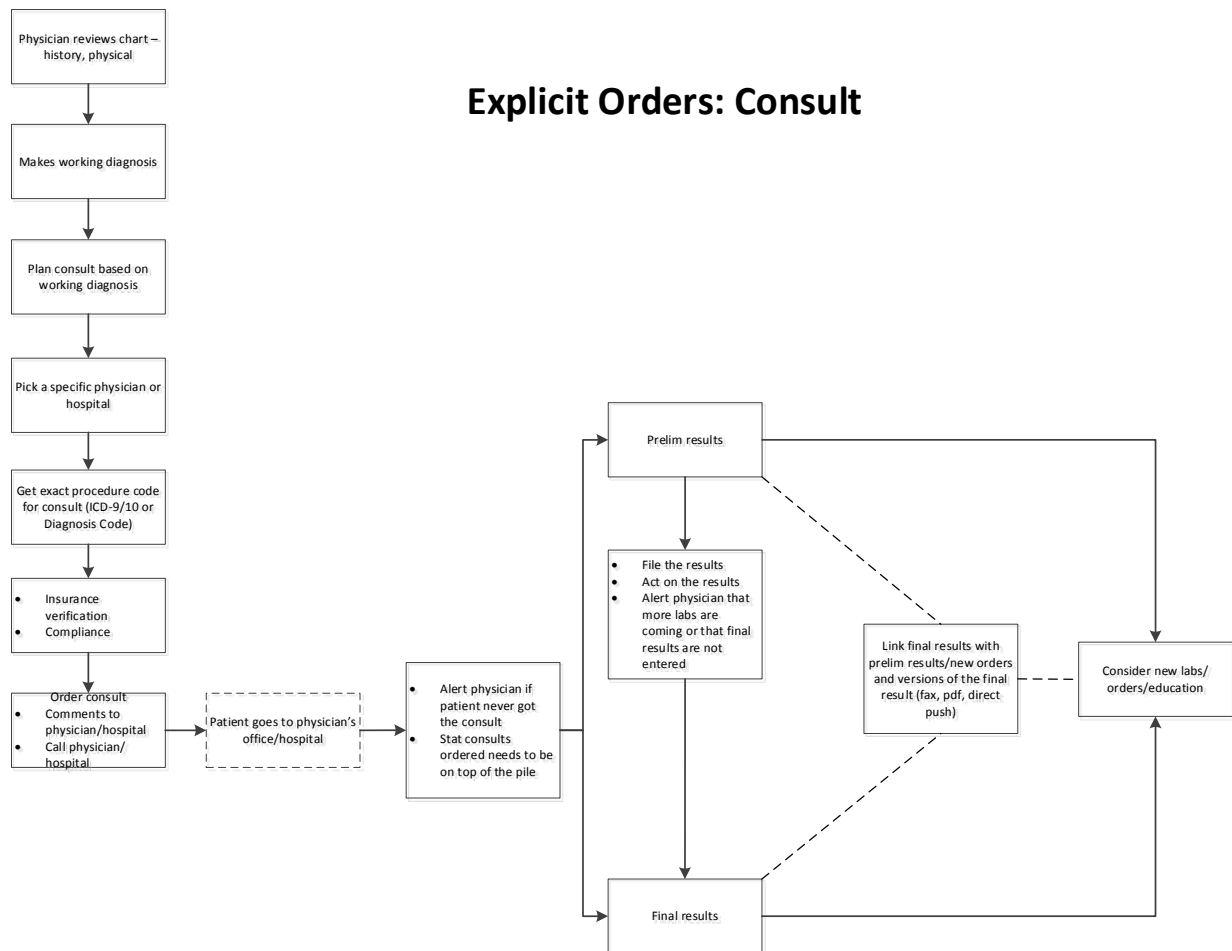 Explicit Orders: Consult
Physician reviews chart –
history, physical
Makes working diagnosis
Plan consult based on
working diagnosis
Pick a specific physician or
hospital
Get exact procedure code
for consult (ICD-9/10 or
Diagnosis Code)
• Insurance
verification
• Compliance
Order consult
• Comments to
physician/hospital
• Call physician/
hospital
Patient goes to physician's
office/hospital
• Alert physician if
patient never got
the consult
• Stat consults
ordered needs to be
on top of the pile
Prelim results
• File the results
• Act on the results
• Alert physician that
more labs are
coming or that final
results are not
entered
Final results
Link final results with
prelim results/new orders
and versions of the final
result (fax, pdf, direct
push)
Consider new labs/
orders/education